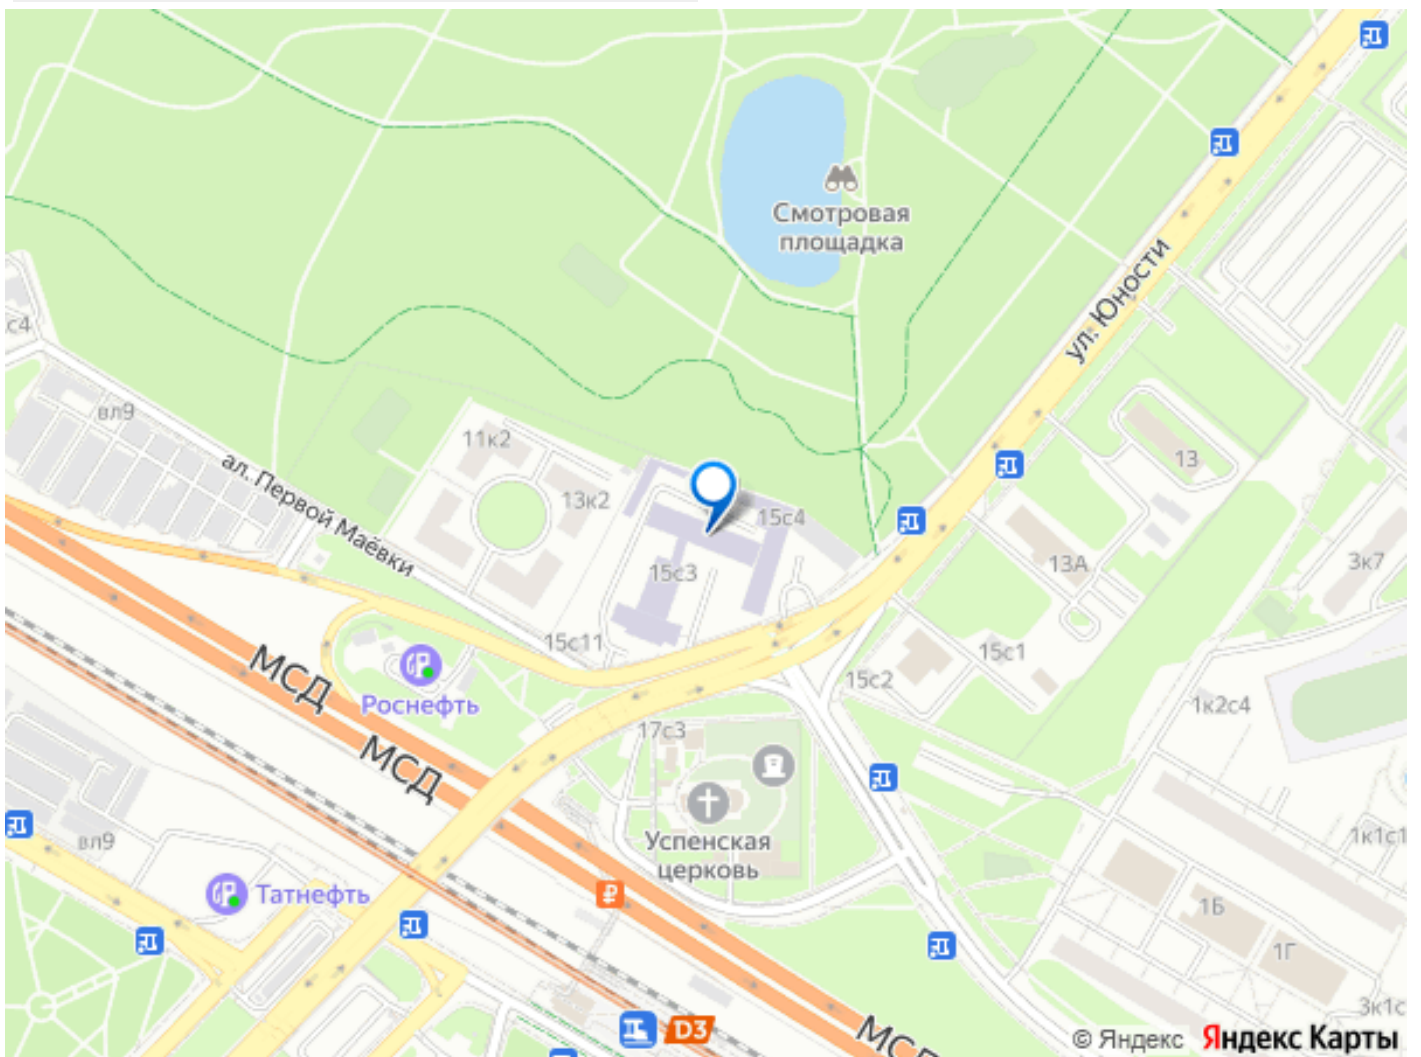 Смотровая
площадка
ул. Юности
с4
вл9
11к2
ал. Первой Маёвки
13к2
15с4
13
15с3
13А
3к7
15с11
15с1
15с2
МСД
Роснефть
1к2с4
17с3
МСД
Успенская
церковь
вл9
1к1с1
Татнефть
₽
1Б
1Г
3к1с
D3
МСД
© Яндекс Яндекс Карты